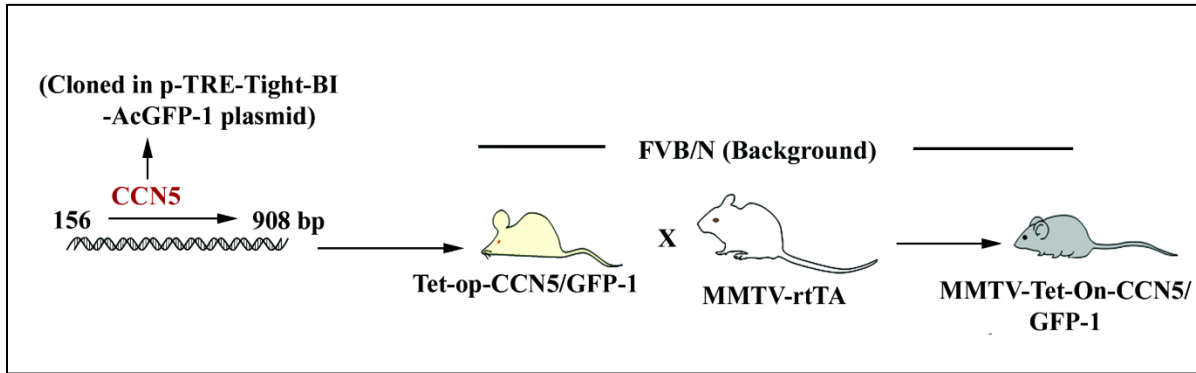 (Cloned in p-TRE-Tight-BI
-AcGFP-1 plasmid)
CCN5
156
908 bp
FVB/N (Background)
Tet-op-CCN5/GFP-1
X
MMTV-rtTA
MMTV-Tet-On-CCN5/
GFP-1